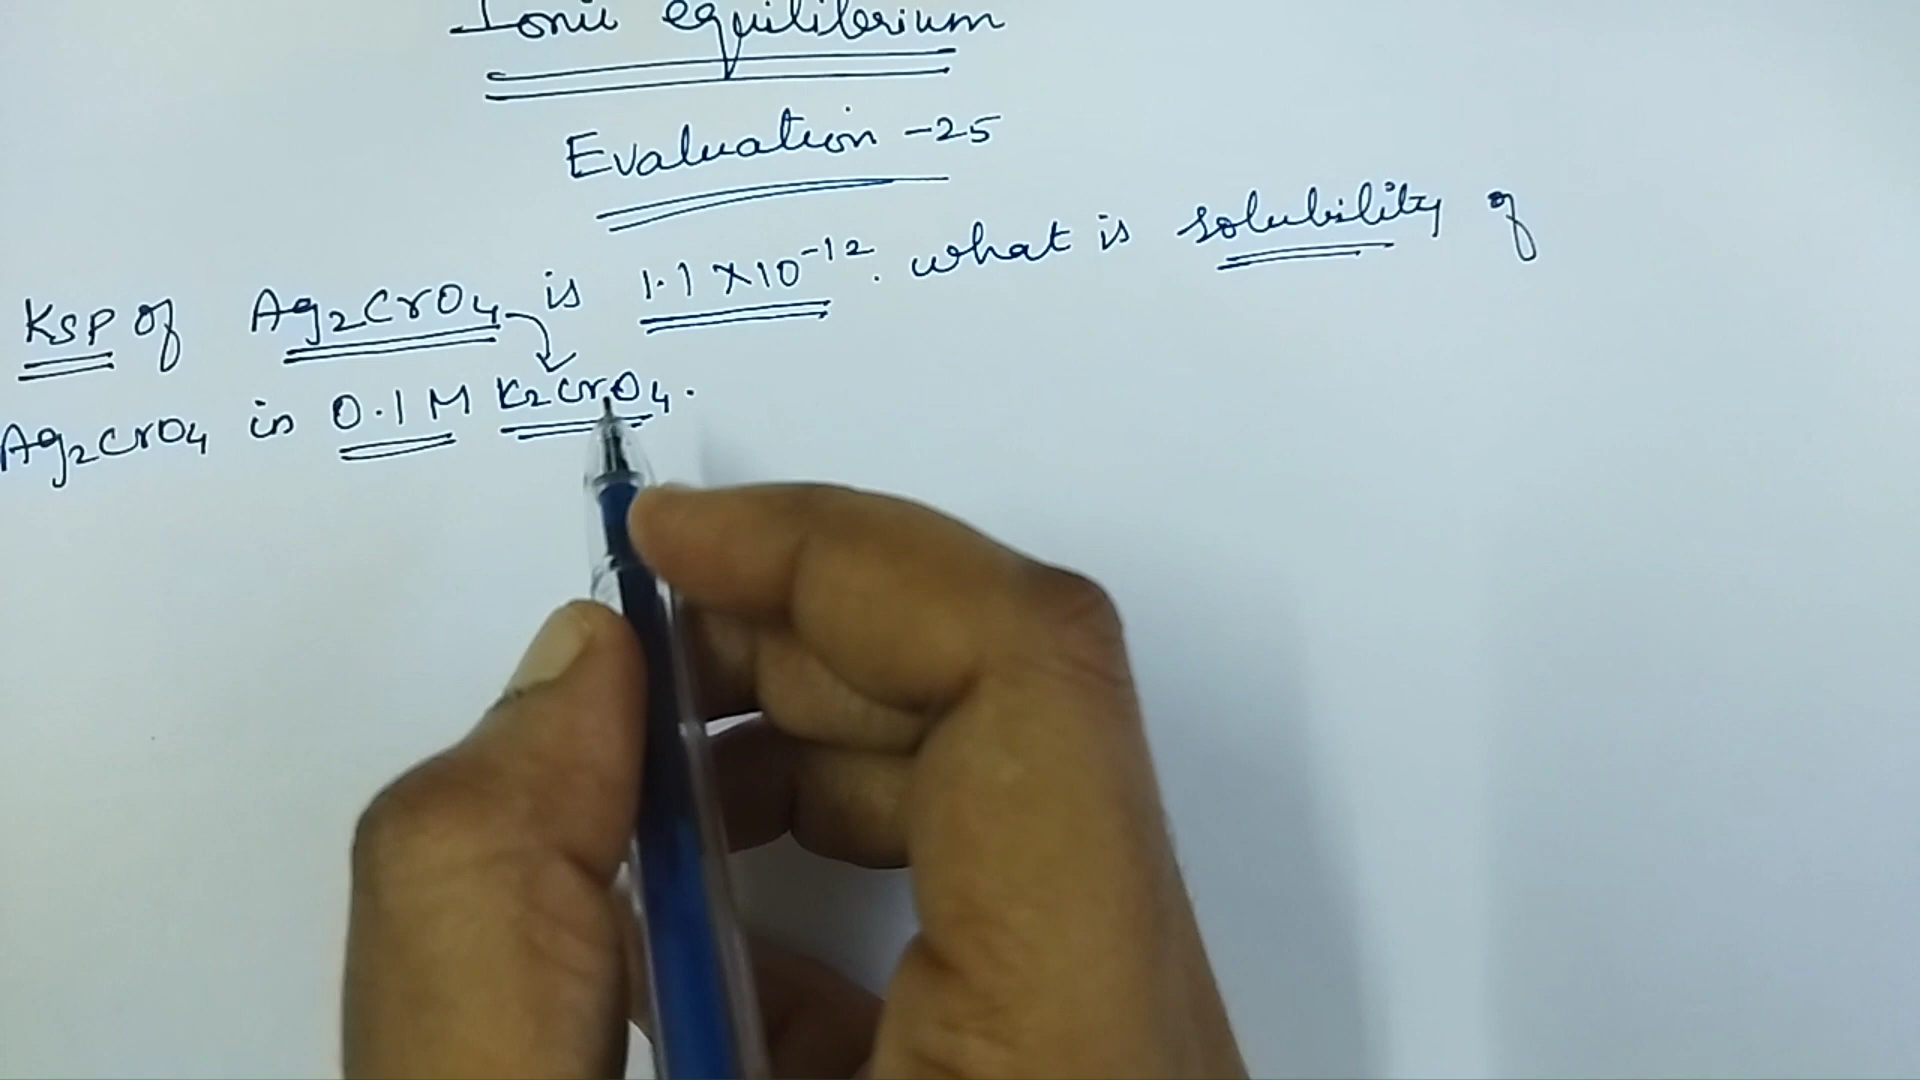 Ionic equilibrium
Evaluation -25
KSP of Ag2CrO4 is 1.1 X10-12. what is solubility of
Ag2CrO4 in 0.1 M K2CrO4.